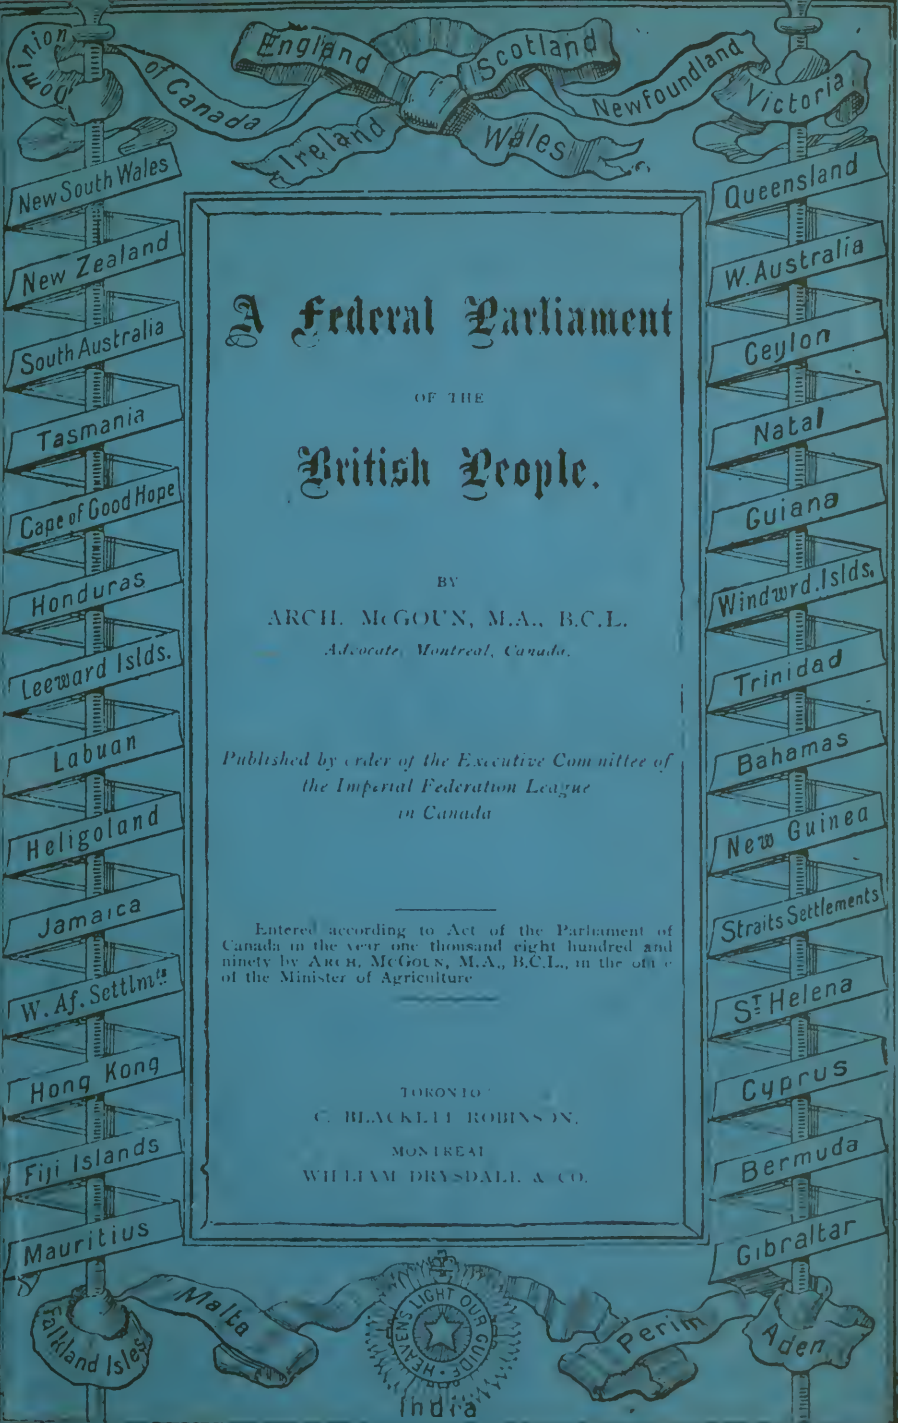 Dominion
of Canada
England
Scotland
Ireland
Wales
Newfoundland
Victoria
New South Wales
New Zealand
South Australia
Tasmania
Cape of Good Hope
Honduras
Leeward Islds.
Labuan
Heligoland
Jamaica
W. Af. Settlmts
Hong Kong
Fiji Islands
Mauritius
Falkland Isles
Queensland
W. Australia
Ceylon
Natal
Guiana
Windwrd. Islds.
Trinidad
Bahamas
New Guinea
Straits Settlements
ST Helena
Cyprus
Bermuda
Gibraltar
Aden
A Federal Parliament
OF THE
British People.
BY
ARCH. McGOUN, M.A., B.C.L.
Advocate, Montreal, Canada.
Published by order of the Executive Committee of
the Imperial Federation League
in Canada
Entered according to Act of the Parliament of
Canada in the year one thousand eight hundred and
ninety by ARCH. MCGOUN, M.A., B.C.L., in the office
of the Minister of Agriculture
TORONTO:
C. BLACKETT ROBINSON.
MONTREAL
WILLIAM DRYSDALE & CO.
Malta
HEAVENS LIGHT OUR GUIDE
Perim
India